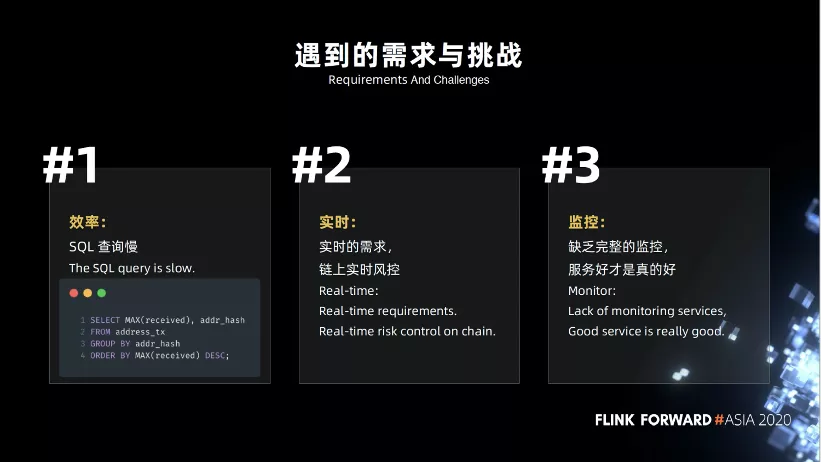 遇到的需求与挑战
Requirements And Challenges
#1
效率：
SQL 查询慢
The SQL query is slow.
1 SELECT MAX(received), addr_hash
2 FROM address_tx
3 GROUP BY addr_hash
4 ORDER BY MAX(received) DESC;
#2
实时：
实时的需求，
链上实时风控
Real-time:
Real-time requirements.
Real-time risk control on chain.
#3
监控：
缺乏完整的监控，
服务好才是真的好
Monitor:
Lack of monitoring services,
Good service is really good.
FLINK FORWARD #ASIA 2020